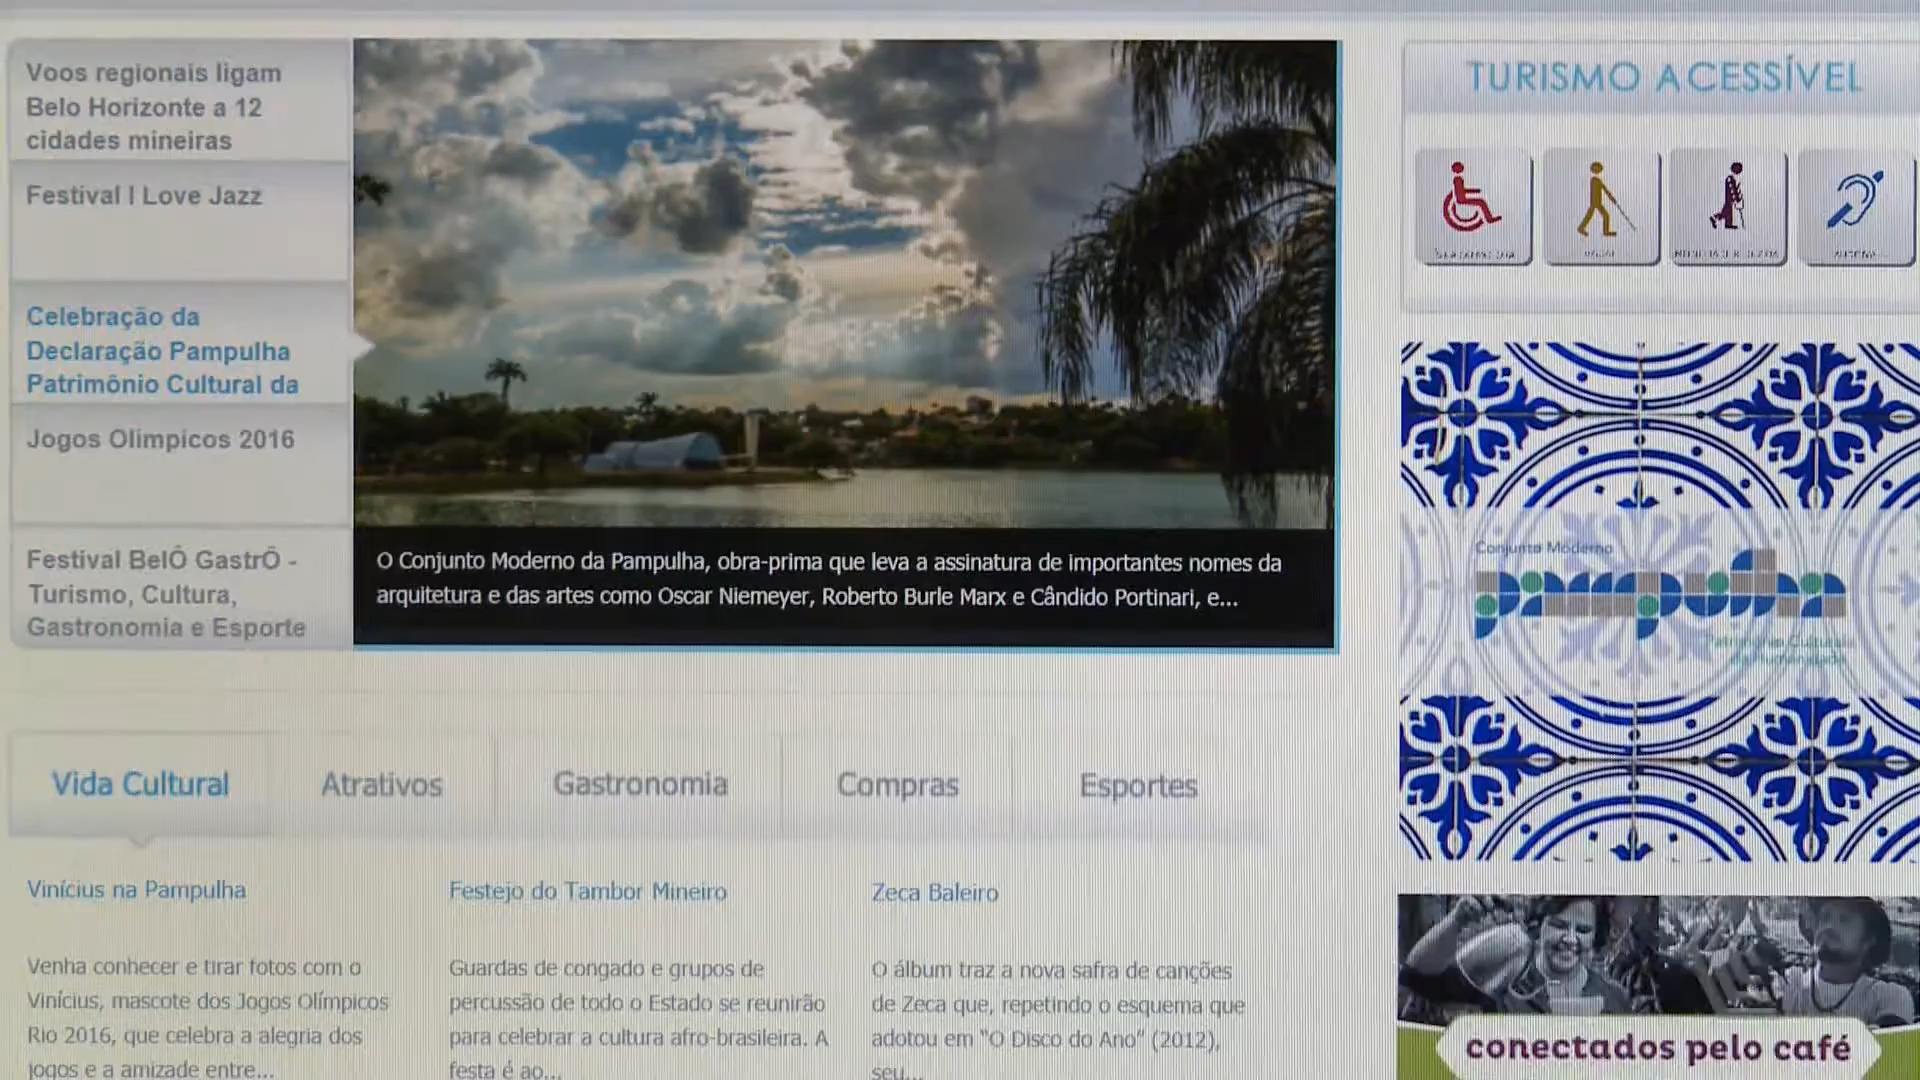 Voos regionais ligam
Belo Horizonte a 12
cidades mineiras
Festival I Love Jazz
Celebração da
Declaração Pampulha
Patrimônio Cultural da
Jogos Olimpicos 2016
Festival BelÔ GastrÔ -
Turismo, Cultura,
Gastronomia e Esporte
O Conjunto Moderno da Pampulha, obra-prima que leva a assinatura de importantes nomes da
arquitetura e das artes como Oscar Niemeyer, Roberto Burle Marx e Cândido Portinari, e...
TURISMO ACESSÍVEL
Conjunto Moderno
pampulha
Patrimônio Cultural
da Humanidade
conectados pelo café
Vida Cultural
Atrativos
Gastronomia
Compras
Esportes
Vinícius na Pampulha
Venha conhecer e tirar fotos com o
Vinícius, mascote dos Jogos Olímpicos
Rio 2016, que celebra a alegria dos
jogos e a amizade entre...
Festejo do Tambor Mineiro
Guardas de congado e grupos de
percussão de todo o Estado se reunirão
para celebrar a cultura afro-brasileira. A
festa é ao...
Zeca Baleiro
O álbum traz a nova safra de canções
de Zeca que, repetindo o esquema que
adotou em "O Disco do Ano" (2012),
seu...